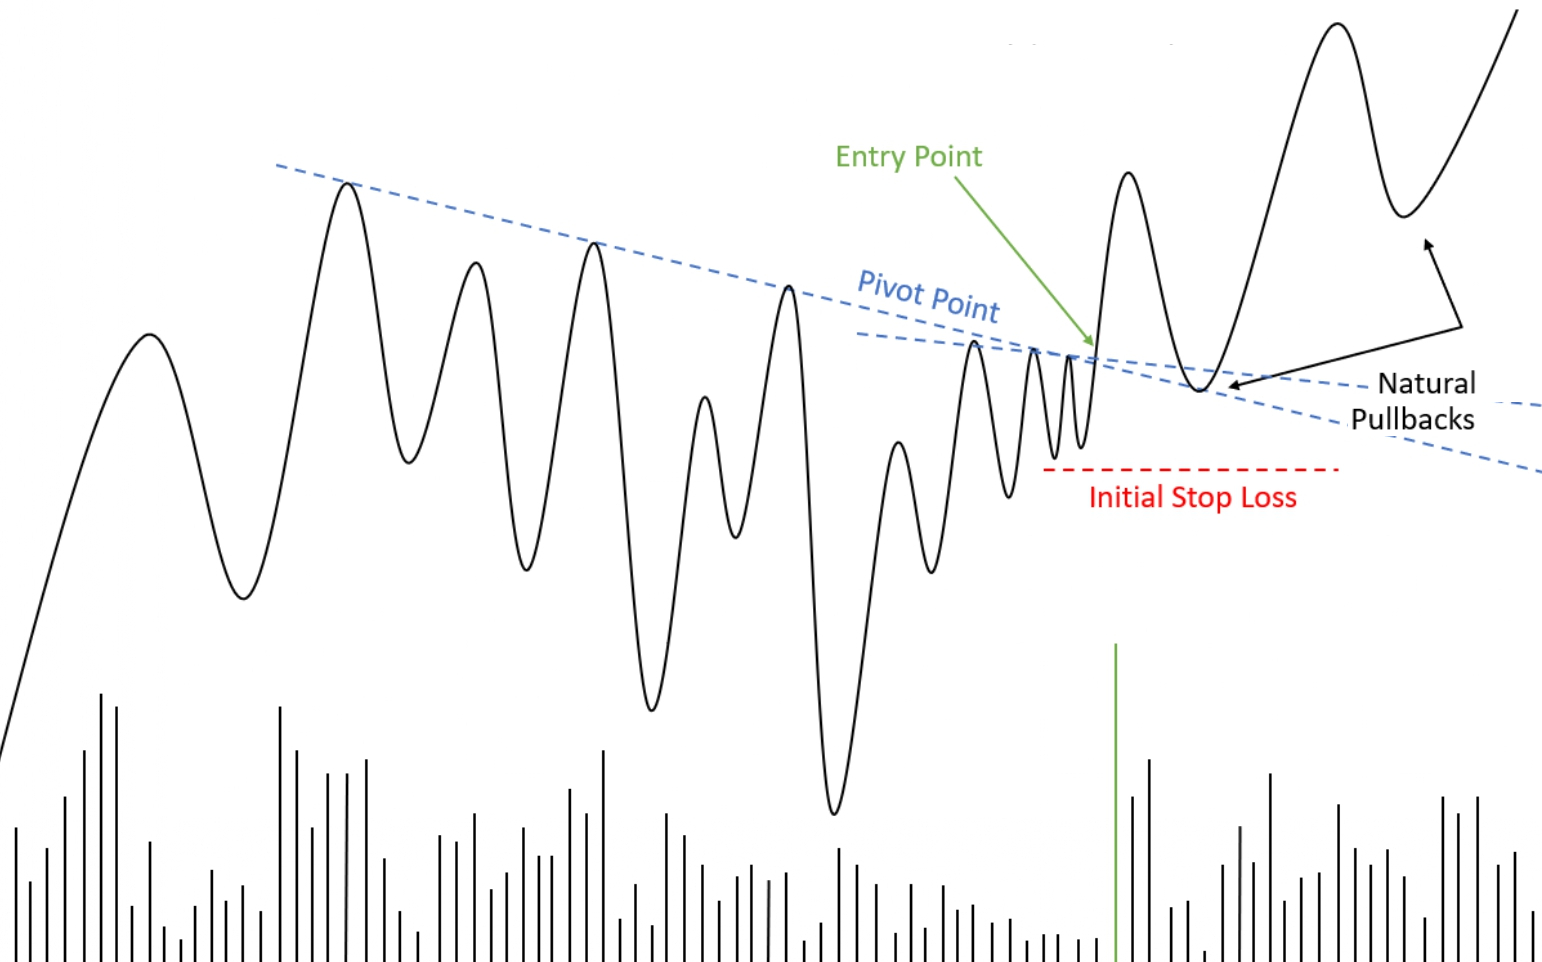 Entry Point
Pivot Point
Natural
Pullbacks
Initial Stop Loss